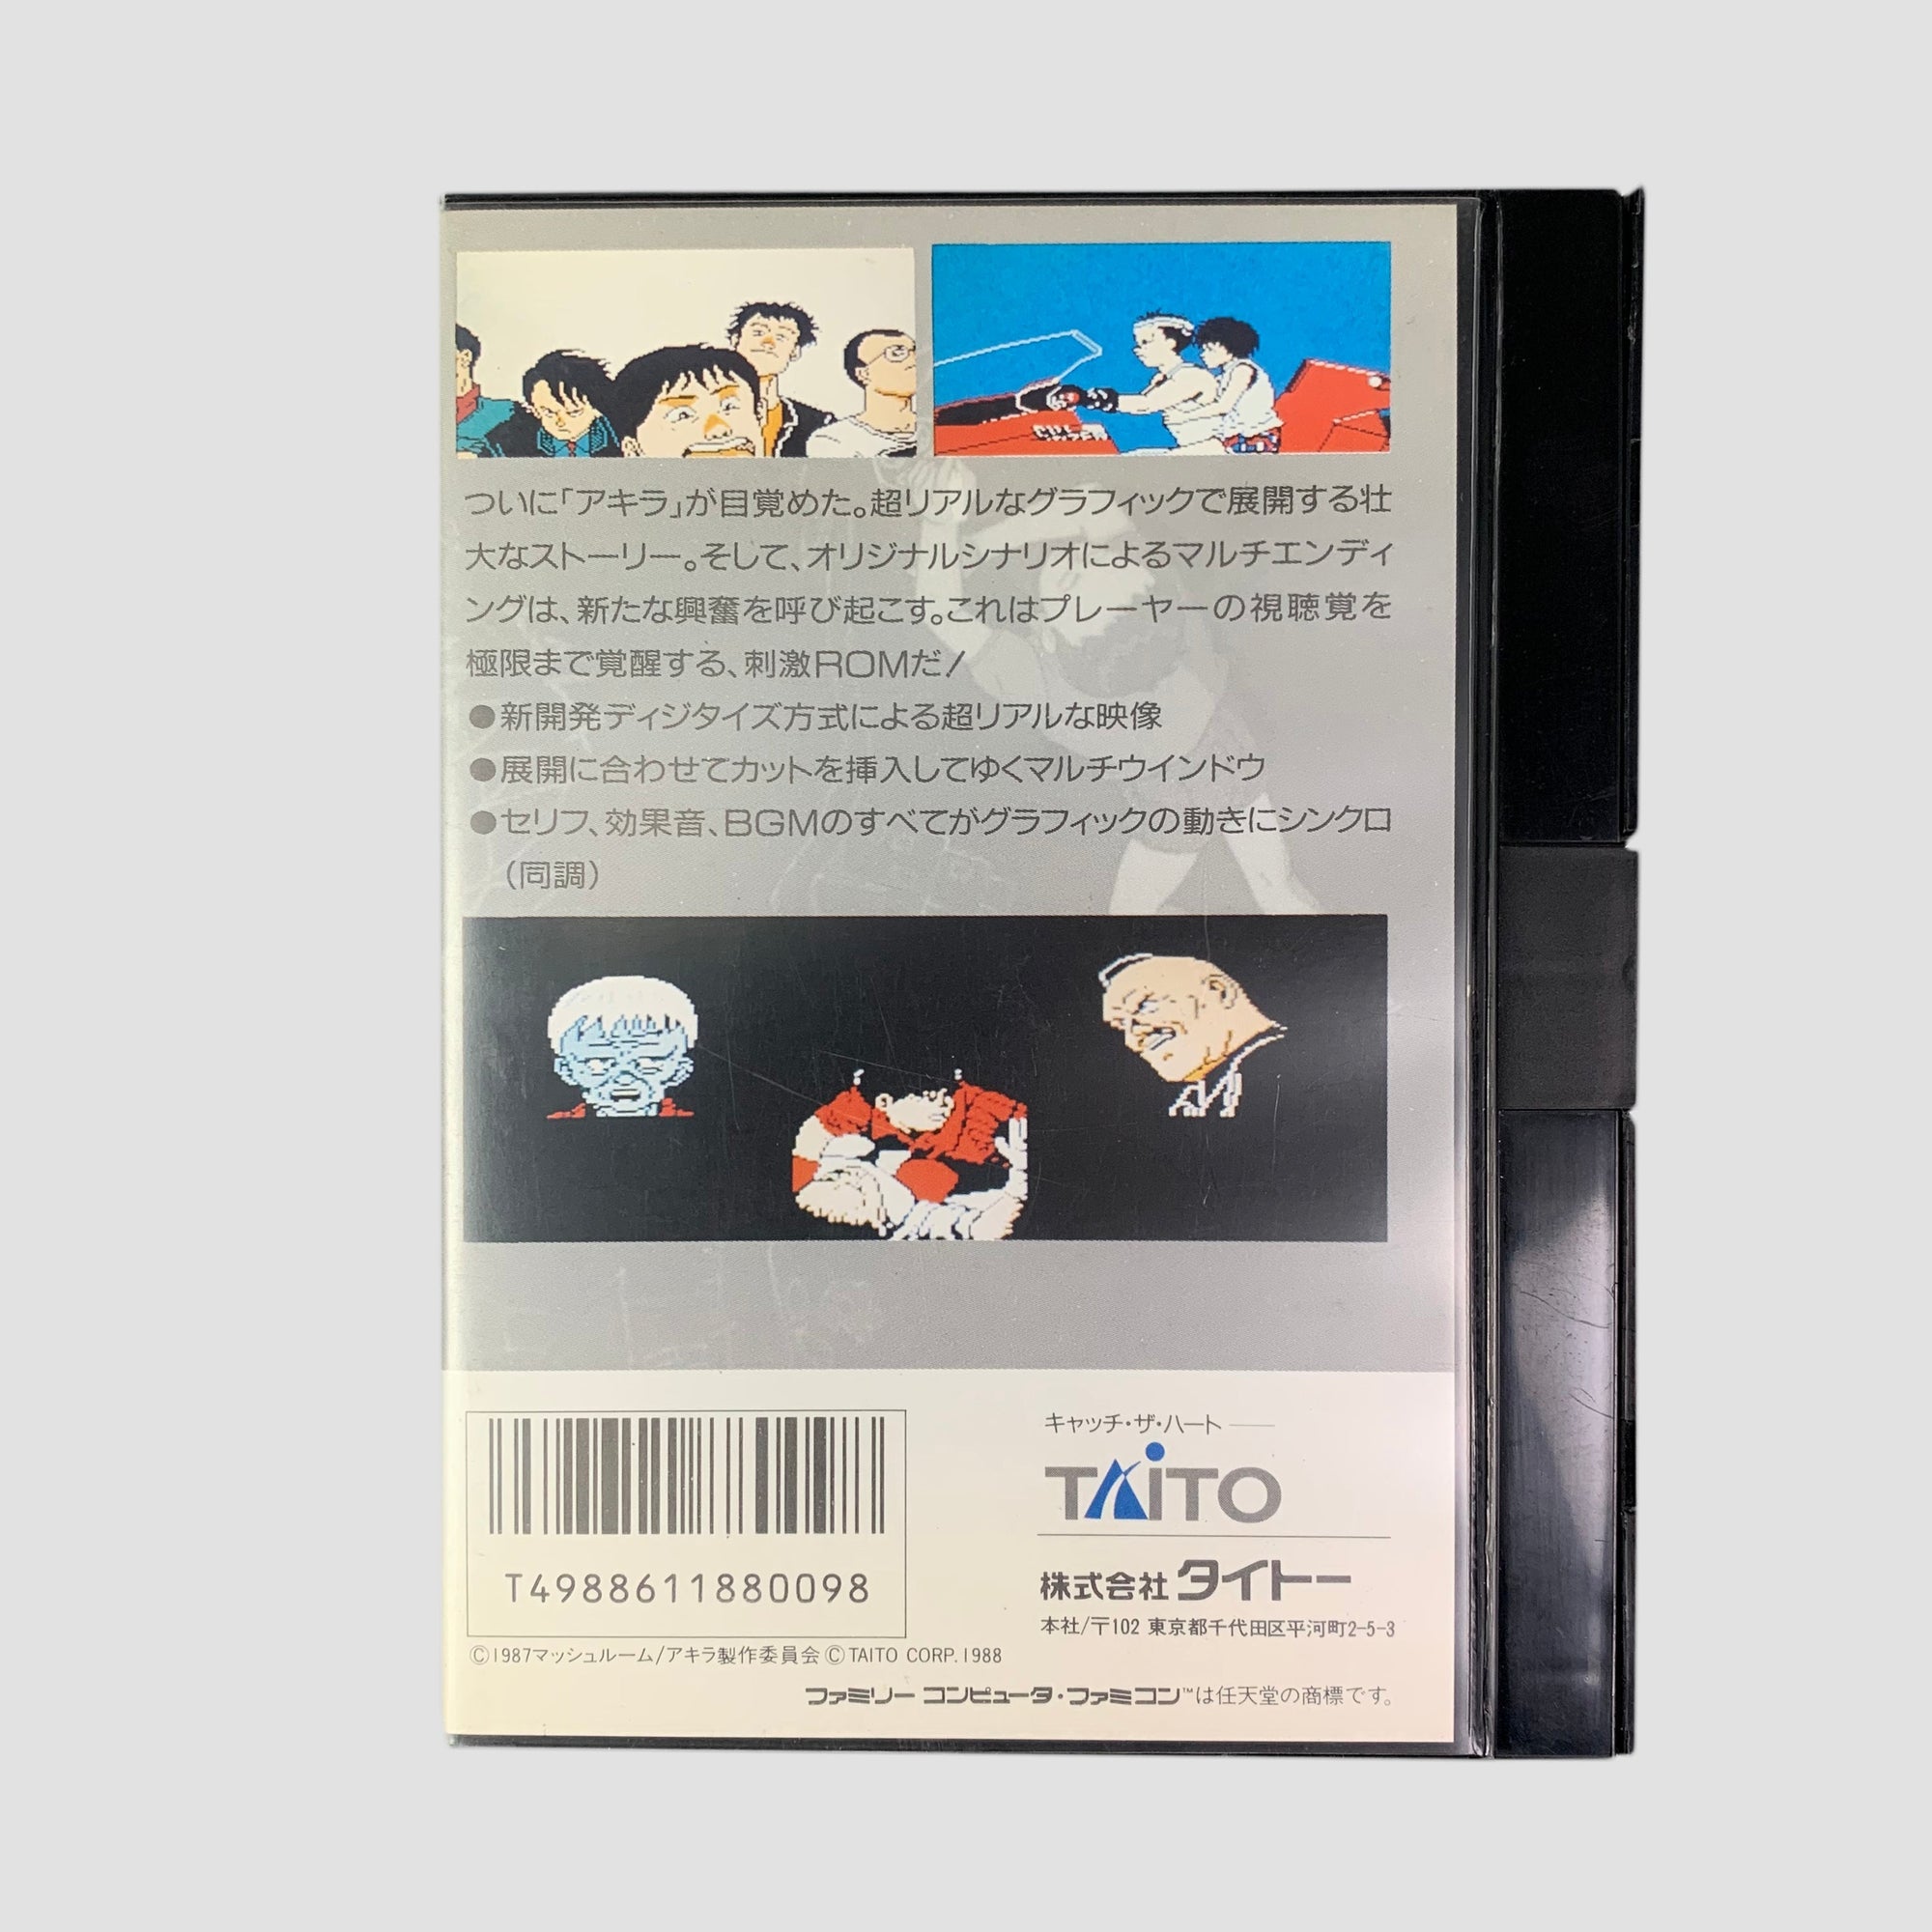 ついに「アキラ」が目覚めた。超リアルなグラフィックで展開する壮
大なストーリー。そして、オリジナルシナリオによるマルチエンディ
ングは、新たな興奮を呼び起こす。これはプレーヤーの視聴覚を
極限まで覚醒する、刺激ROMだ!
●新開発ディジタイズ方式による超リアルな映像
●展開に合わせてカットを挿入してゆくマルチウインドウ
●セリフ、効果音、BGMのすべてがグラフィックの動きにシンクロ
(同調)
T4988611880098
©1987マッシュルーム/アキラ製作委員会 © TAITO CORP. 1988
キャッチ・ザ・ハート
TAITO
株式会社タイトー
本社/〒102 東京都千代田区平河町2-5-3
ファミリーコンピュータ・ファミコン™は任天堂の商標です。